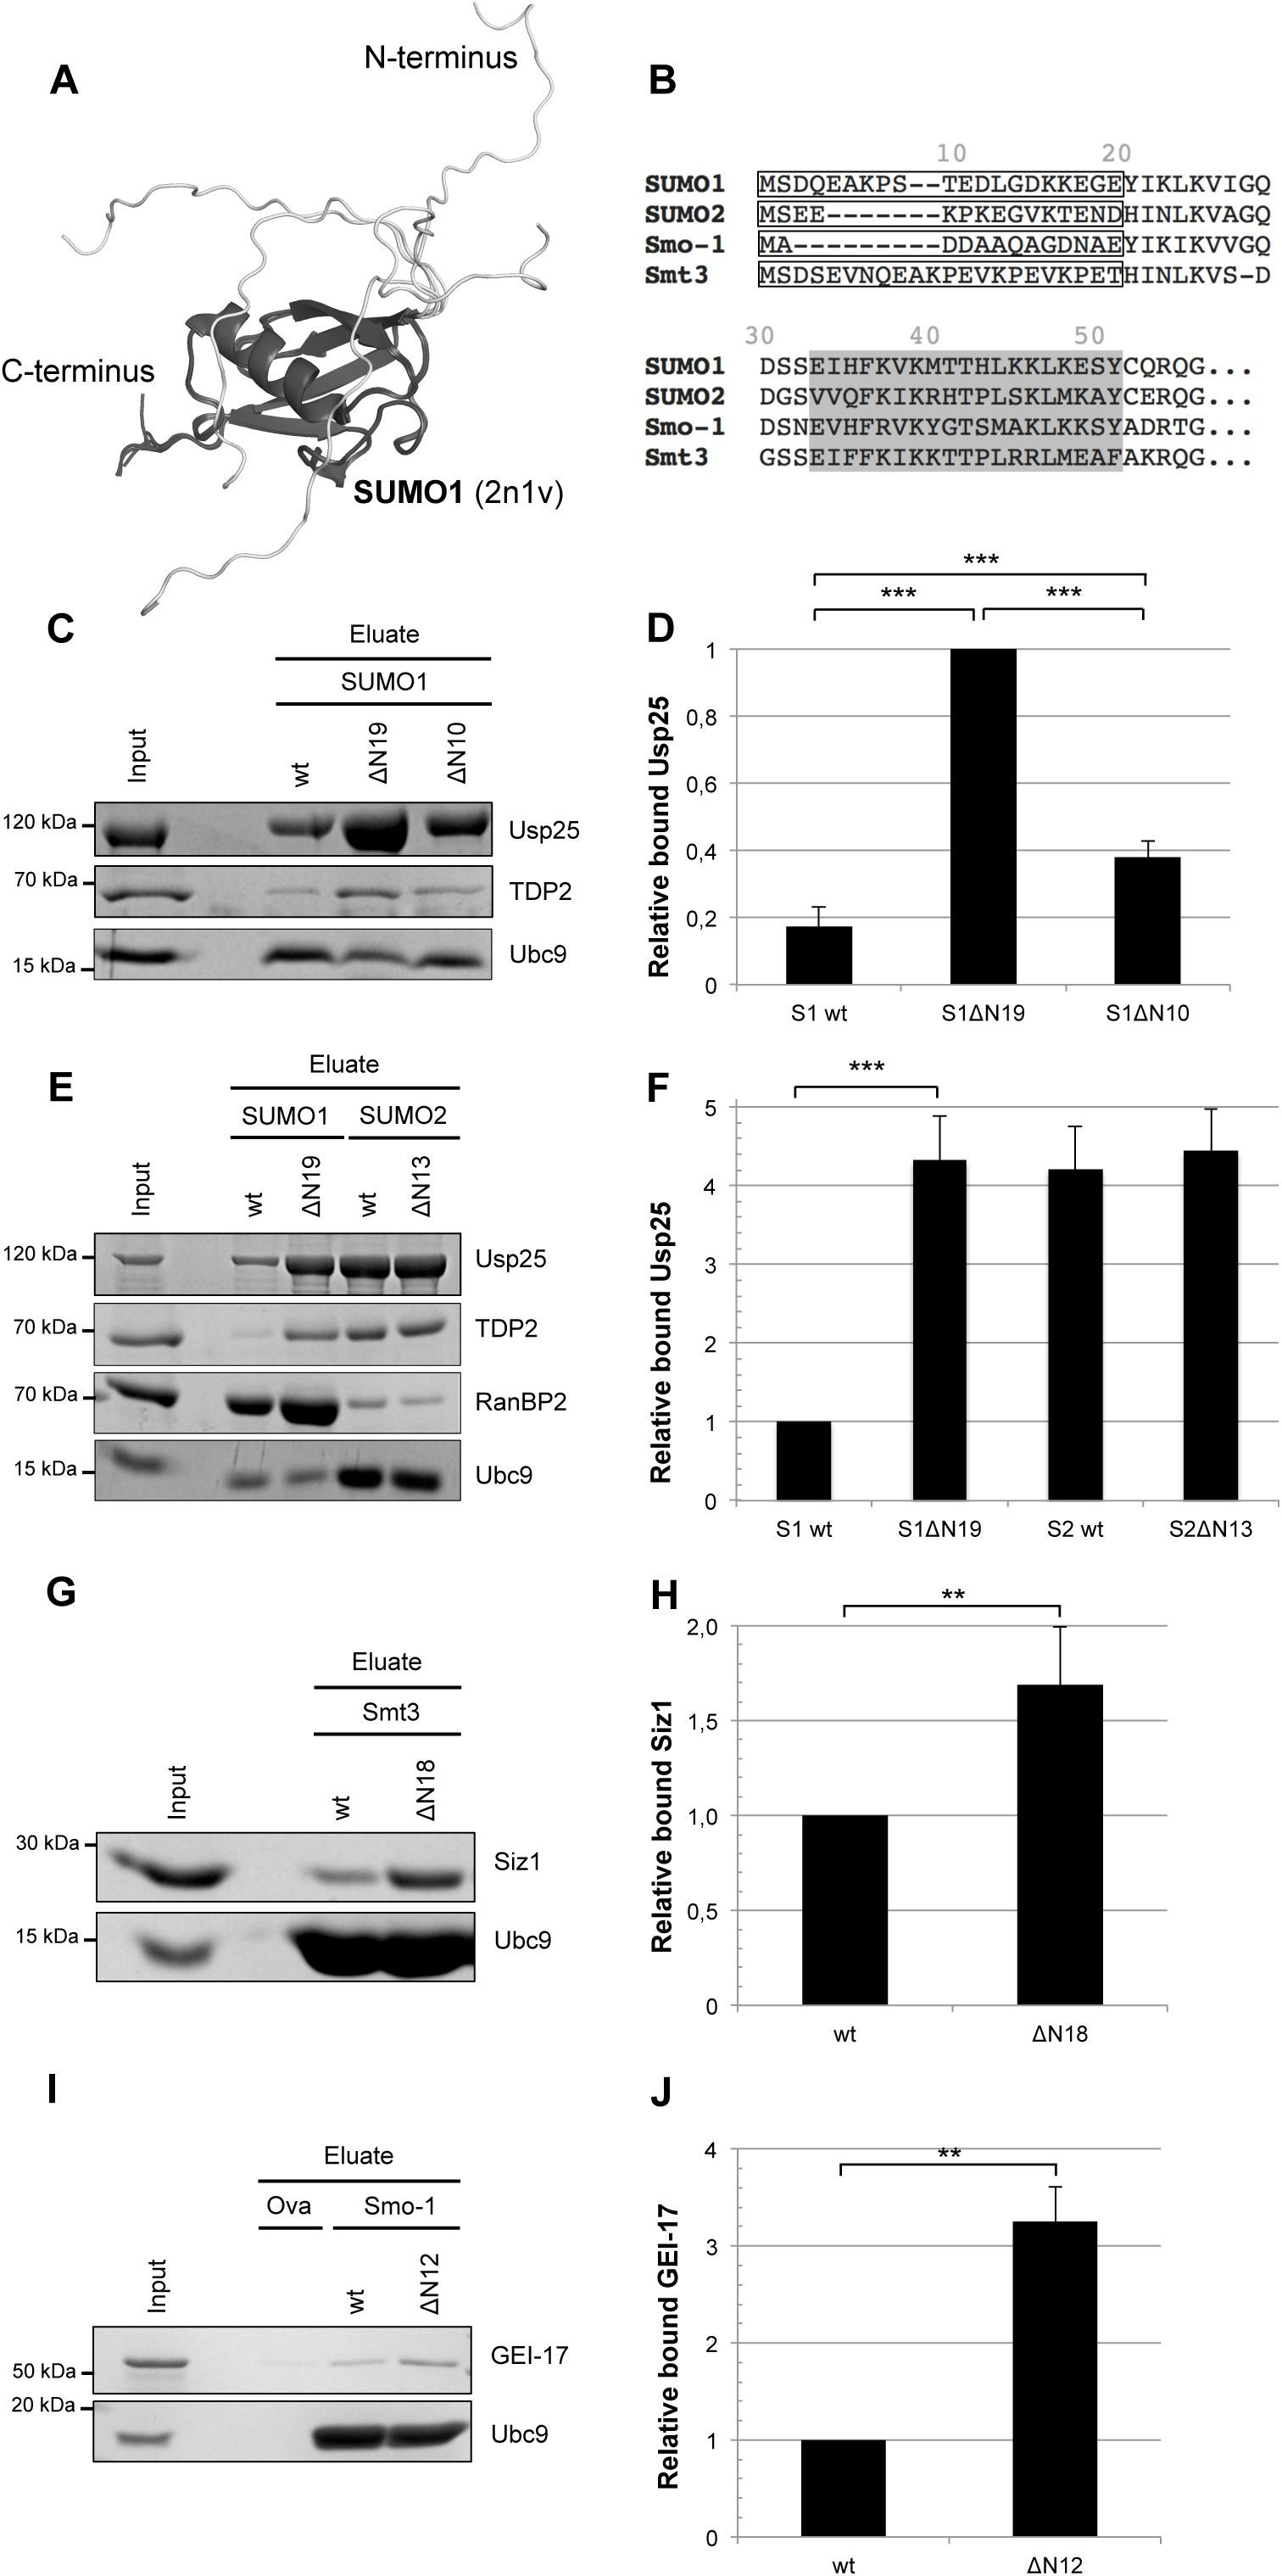 A
N-terminus
C-terminus
SUMO1 (2n1v)
B
10 20
SUMO1 MSDQEAKPS--TEDLGDKKEGEYIKLKVIGQ
SUMO2 MSEE-------KPKEGVKTENDHINLKVAGQ
Smo-1 MA---------DDAAQAGDNAEYIKIKVVGQ
Smt3 MSDSEVNQEAKPEVKPEVKPETHINLKVS-D
30 40 50
SUMO1 DSSEIHFKVKMTTHLKKLKESYCQRQG...
SUMO2 DGSVVQFKIKRHTPLSKLMKAYCERQG...
Smo-1 DSNEVHFRVKYGTSMAKLKKSYADRTG...
Smt3 GSSEIFFKIKKTTPLRRLMEAFAKRQG...
C
Eluate
SUMO1
Input wt ΔN19 ΔN10
120 kDa Usp25
70 kDa TDP2
15 kDa Ubc9
D
***
*** ***
Relative bound Usp25
1
0,8
0,6
0,4
0,2
0
S1 wt S1ΔN19 S1ΔN10
E
Eluate
SUMO1 SUMO2
Input wt ΔN19 wt ΔN13
120 kDa Usp25
70 kDa TDP2
70 kDa RanBP2
15 kDa Ubc9
F
***
Relative bound Usp25
5
4
3
2
1
0
S1 wt S1ΔN19 S2 wt S2ΔN13
G
Eluate
Smt3
Input wt ΔN18
30 kDa Siz1
15 kDa Ubc9
H
**
Relative bound Siz1
2,0
1,5
1,0
0,5
0
wt ΔN18
I
Eluate
Ova Smo-1
Input wt ΔN12
50 kDa GEI-17
20 kDa Ubc9
J
**
Relative bound GEI-17
4
3
2
1
0
wt ΔN12